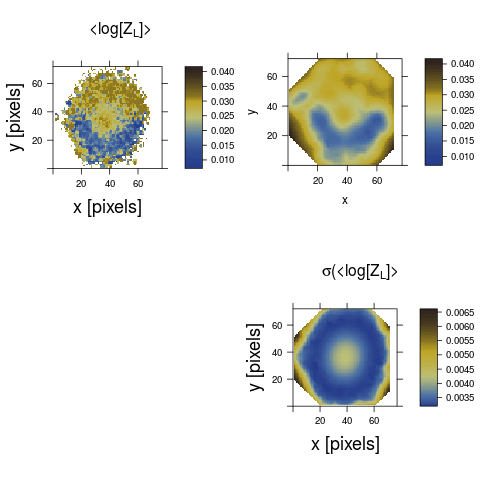 <log[Z_L]>
0.040
0.035
0.030
0.025
0.020
0.015
0.010
60
40
20
y [pixels]
20 40 60
x [pixels]
0.040
0.035
0.030
0.025
0.020
0.015
0.010
60
40
20
y
20 40 60
x
σ(<log[Z_L]>
0.0065
0.0060
0.0055
0.0050
0.0045
0.0040
0.0035
60
40
20
y [pixels]
20 40 60
x [pixels]